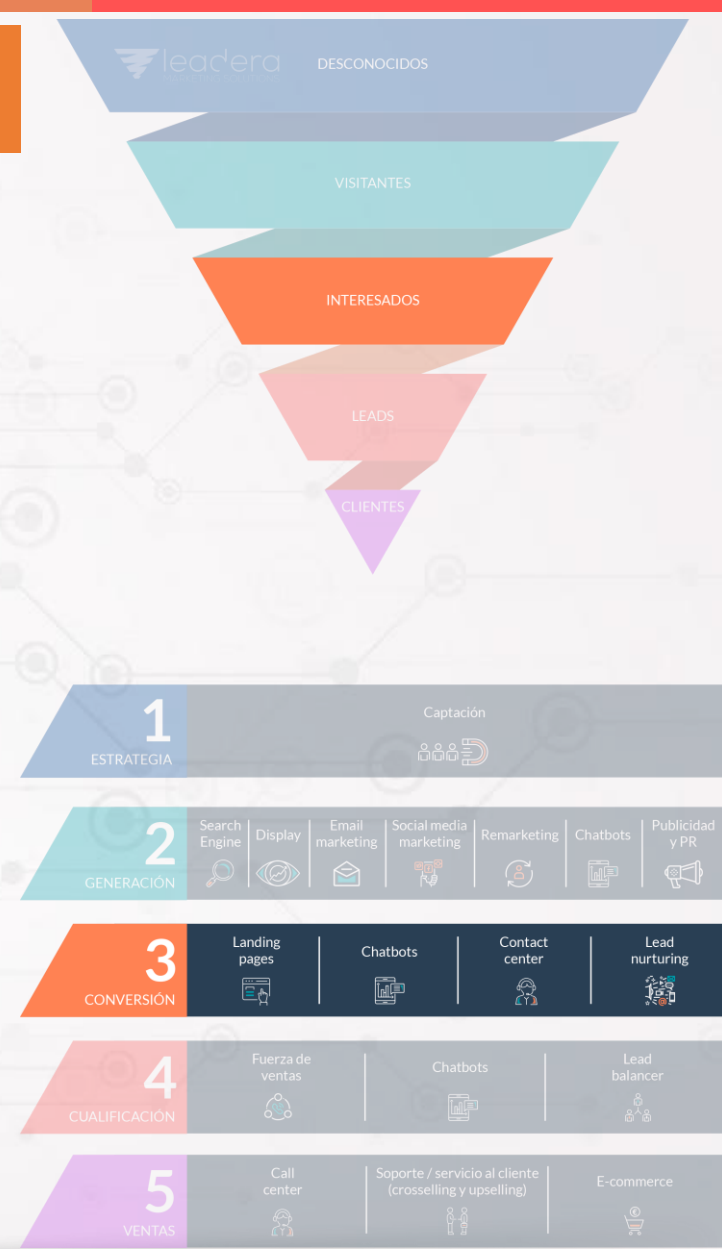 leadera
DESCONOCIDOS
VISITANTES
INTERESADOS
LEADS
CLIENTES
1
ESTRATEGIA
Captación
2
GENERACIÓN
Search
Engine
Display
Email
marketing
Social media
marketing
Remarketing
Chatbots
Publicidad
y PR
3
CONVERSIÓN
Landing
pages
Chatbots
Contact
center
Lead
nurturing
4
CUALIFICACIÓN
Fuerza de
ventas
Chatbots
Lead
balancer
5
VENTAS
Call
center
Soporte / servicio al cliente
(crosselling y upselling)
E-commerce